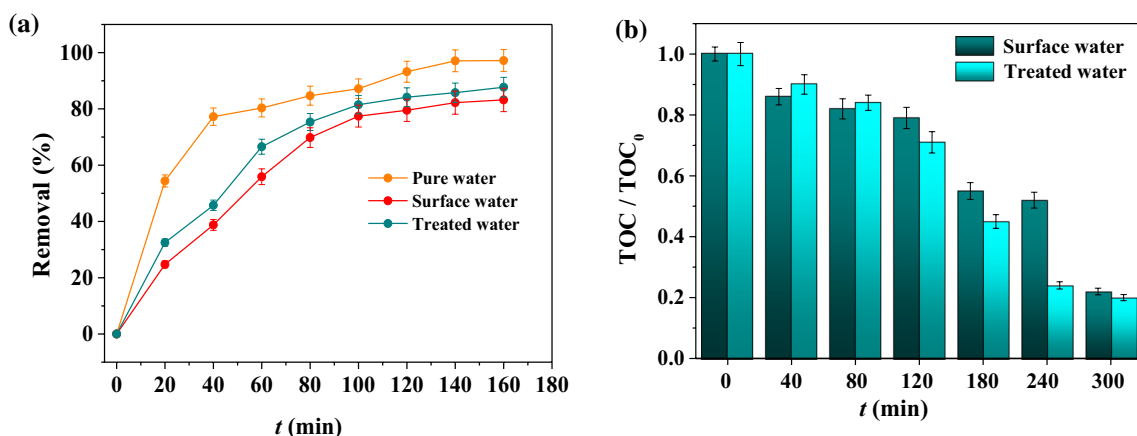 (a)
100
80
60
40
20
0
Removal (%)
Pure water
Surface water
Treated water
0 20 40 60 80 100 120 140 160 180
t (min)
(b)
1.0
0.8
0.6
0.4
0.2
0.0
TOC / TOC0
Surface water
Treated water
0 40 80 120 180 240 300
t (min)